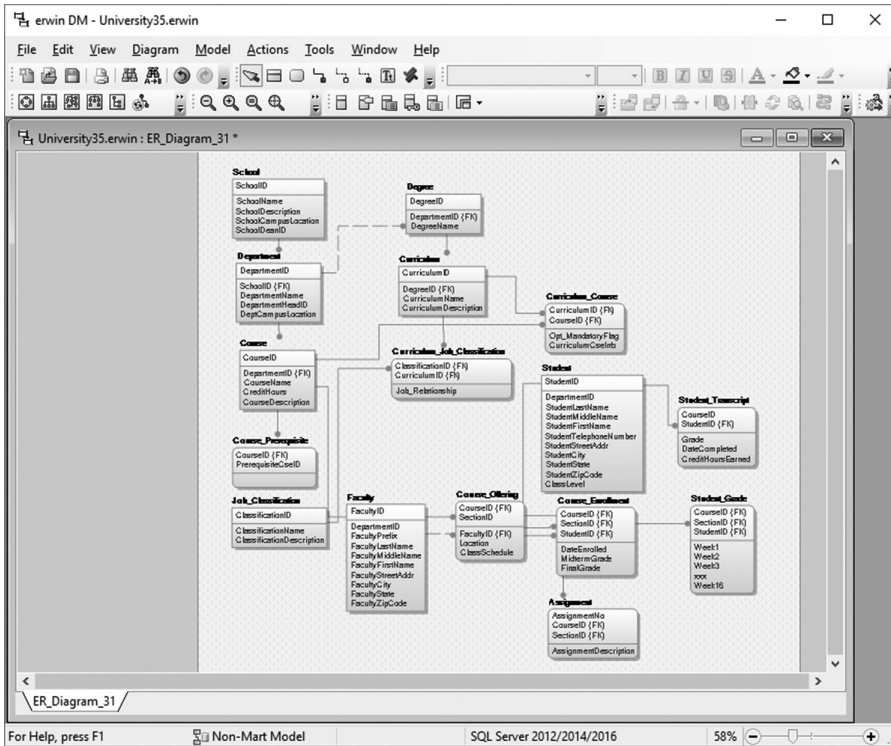 erwin DM - University35.erwin
File Edit View Diagram Model Actions Tools Window Help
University35.erwin : ER_Diagram_31 *
School
SchoolID
SchoolName
SchoolDescription
SchoolCampusLocation
SchoolDeanID
Degree
DegreeID
DepartmentID (FK)
DegreeName
Department
DepartmentID
SchoolID (FK)
DepartmentName
DepartmentHeadID
DeptCampusLocation
Curriculum
CurriculumID
DegreeID (FK)
CurriculumName
CurriculumDescription
Curriculum_Course
CurriculumID (FK)
CourseID (FK)
Opt_MandatoryFlag
CurriculumCseInfo
Course
CourseID
DepartmentID (FK)
CourseName
CreditHours
CourseDescription
Curriculum_Job_Classification
ClassificationID (FK)
CurriculumID (FK)
Job_Relationship
Student
StudentID
DepartmentID
StudentLastName
StudentMiddleName
StudentFirstName
StudentTelephoneNumber
StudentStreetAddr
StudentCity
StudentState
StudentZipCode
ClassLevel
Student_Transcript
CourseID
StudentID (FK)
Grade
DateCompleted
CreditHoursEarned
Course_Prerequisite
CourseID (FK)
PrerequisiteCseID
Job_Classification
ClassificationID
ClassificationName
ClassificationDescription
Faculty
FacultyID
DepartmentID
FacultyPrefix
FacultyLastName
FacultyMiddleName
FacultyFirstName
FacultyStreetAddr
FacultyCity
FacultyState
FacultyZipCode
Course_Offering
CourseID (FK)
SectionID
FacultyID (FK)
Location
ClassSchedule
Course_Enrollment
CourseID (FK)
SectionID (FK)
StudentID (FK)
DateEnrolled
MidtermGrade
FinalGrade
Student_Grade
CourseID (FK)
SectionID (FK)
StudentID (FK)
Week1
Week2
Week3
xxx
Week16
Assignment
AssignmentNo
CourseID (FK)
SectionID (FK)
AssignmentDescription
ER_Diagram_31
For Help, press F1 Non-Mart Model SQL Server 2012/2014/2016 58%